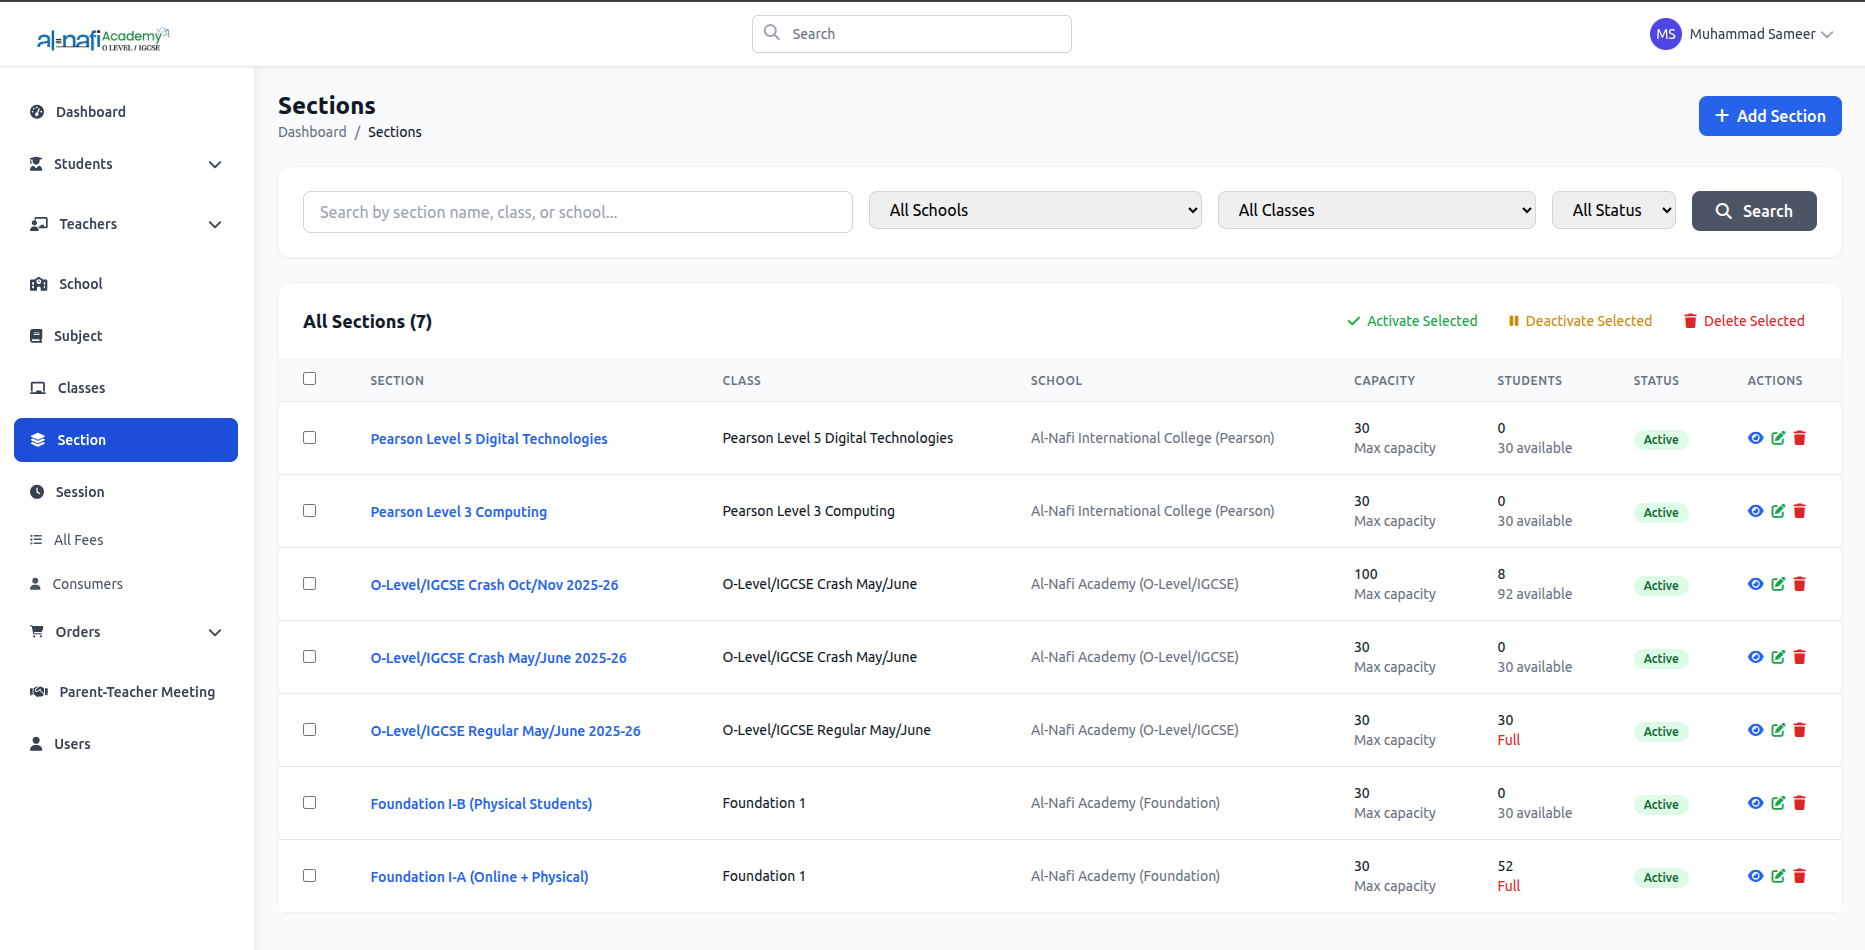 al-nafi Academy
O LEVEL / IGCSE
Search
MS Muhammad Sameer
Dashboard
Students
Teachers
School
Subject
Classes
Section
Session
All Fees
Consumers
Orders
Parent-Teacher Meeting
Users
Sections
Dashboard / Sections
+ Add Section
Search by section name, class, or school...
All Schools
All Classes
All Status
Search
All Sections (7)
Activate Selected
Deactivate Selected
Delete Selected
SECTION CLASS SCHOOL CAPACITY STUDENTS STATUS ACTIONS
Pearson Level 5 Digital Technologies Pearson Level 5 Digital Technologies Al-Nafi International College (Pearson) 30 0 Active
Max capacity 30 available
Pearson Level 3 Computing Pearson Level 3 Computing Al-Nafi International College (Pearson) 30 0 Active
Max capacity 30 available
O-Level/IGCSE Crash Oct/Nov 2025-26 O-Level/IGCSE Crash May/June Al-Nafi Academy (O-Level/IGCSE) 100 8 Active
Max capacity 92 available
O-Level/IGCSE Crash May/June 2025-26 O-Level/IGCSE Crash May/June Al-Nafi Academy (O-Level/IGCSE) 30 0 Active
Max capacity 30 available
O-Level/IGCSE Regular May/June 2025-26 O-Level/IGCSE Regular May/June Al-Nafi Academy (O-Level/IGCSE) 30 30 Active
Max capacity Full
Foundation I-B (Physical Students) Foundation 1 Al-Nafi Academy (Foundation) 30 0 Active
Max capacity 30 available
Foundation I-A (Online + Physical) Foundation 1 Al-Nafi Academy (Foundation) 30 52 Active
Max capacity Full